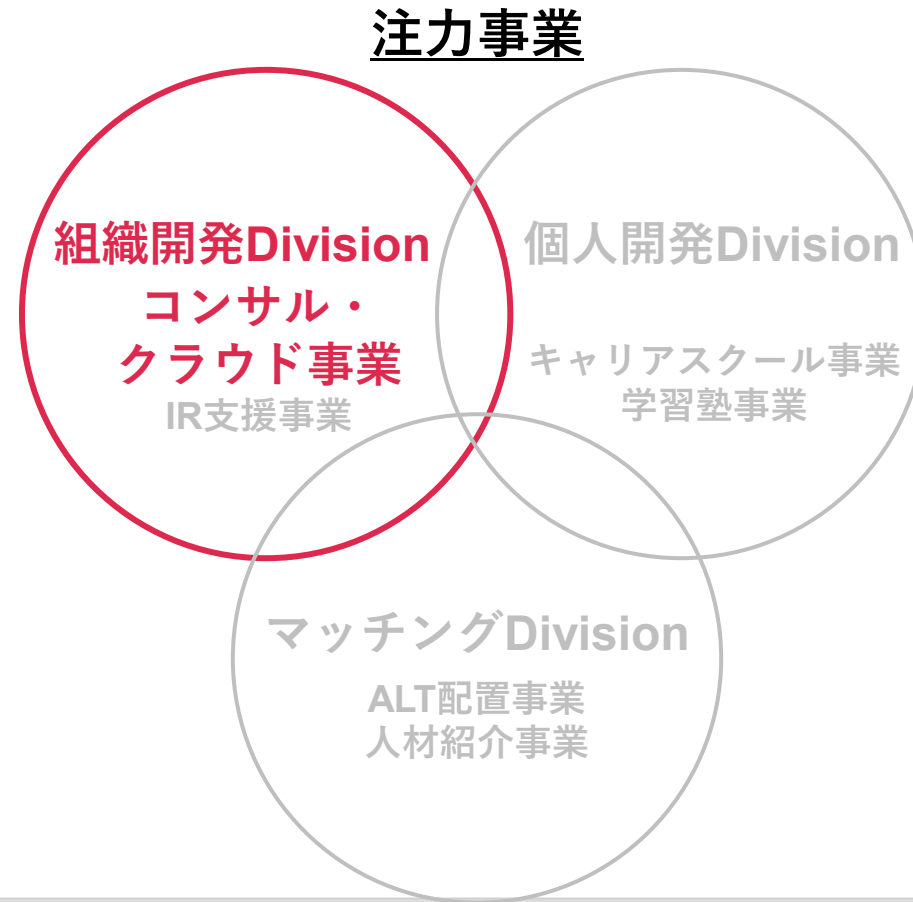 注力事業
組織開発Division
コンサル・
クラウド事業
IR支援事業
個人開発Division
キャリアスクール事業
学習塾事業
マッチングDivision
ALT配置事業
人材紹介事業